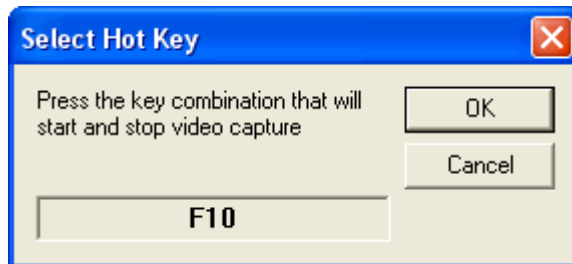 Select Hot Key
Press the key combination that will
start and stop video capture
OK
Cancel
F10